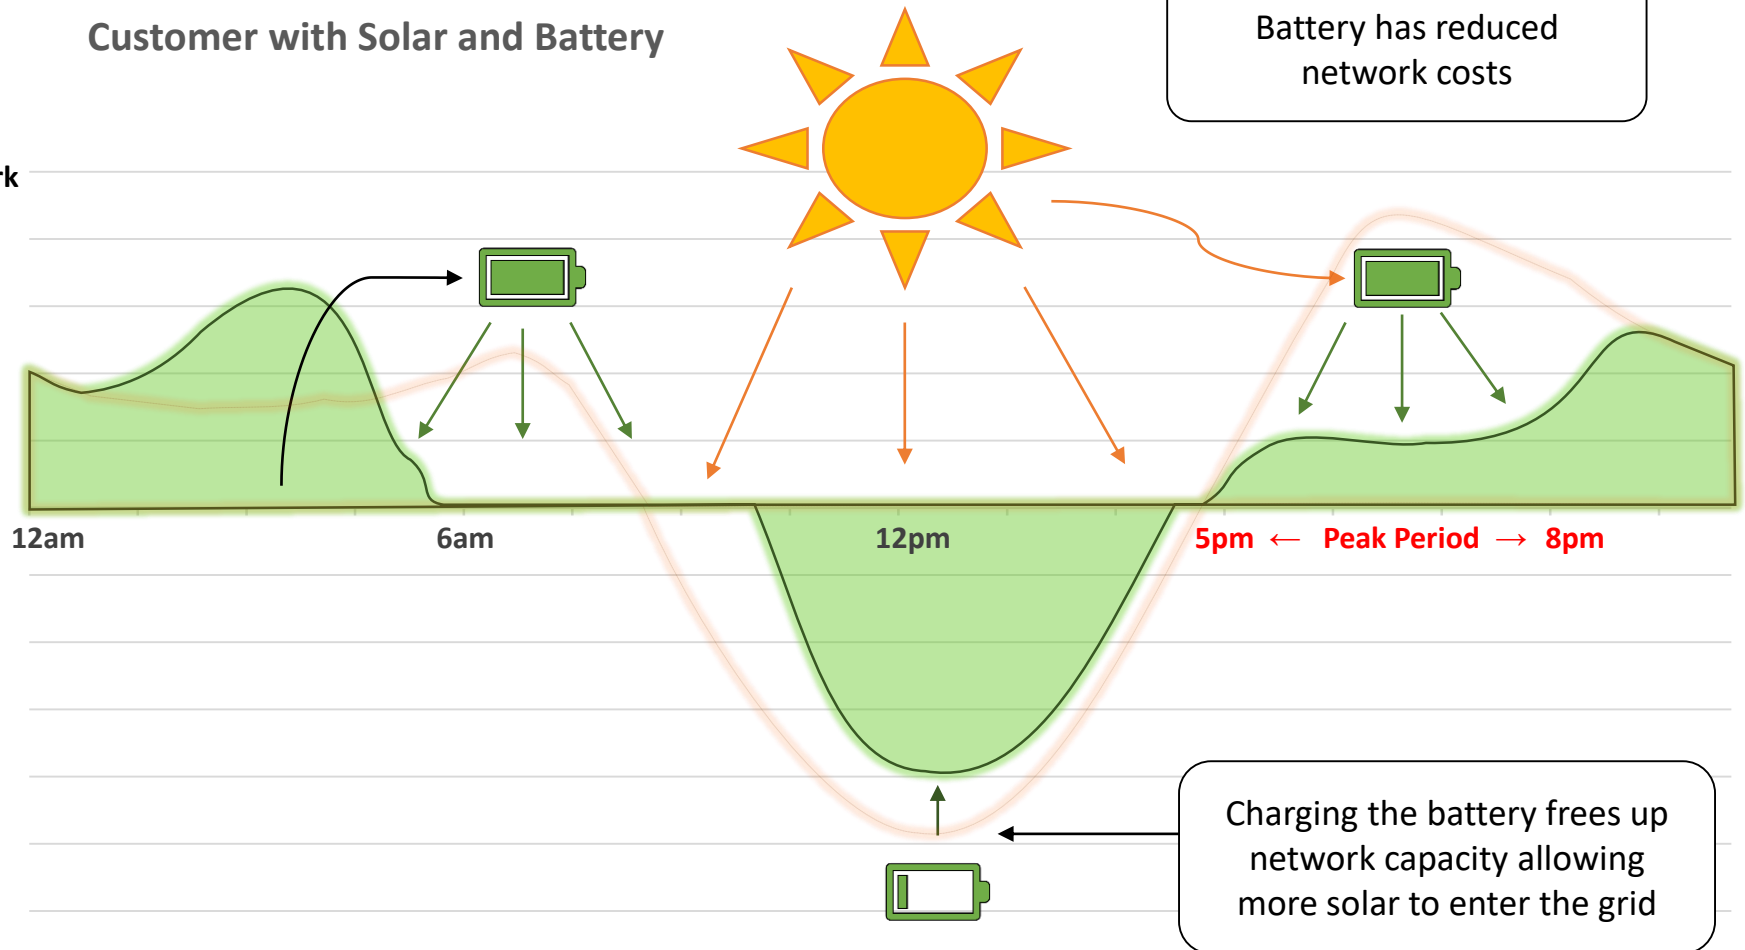 Customer with Solar and Battery
Battery has reduced
network costs
rk
12am
6am
12pm
5pm ← Peak Period → 8pm
Charging the battery frees up
network capacity allowing
more solar to enter the grid